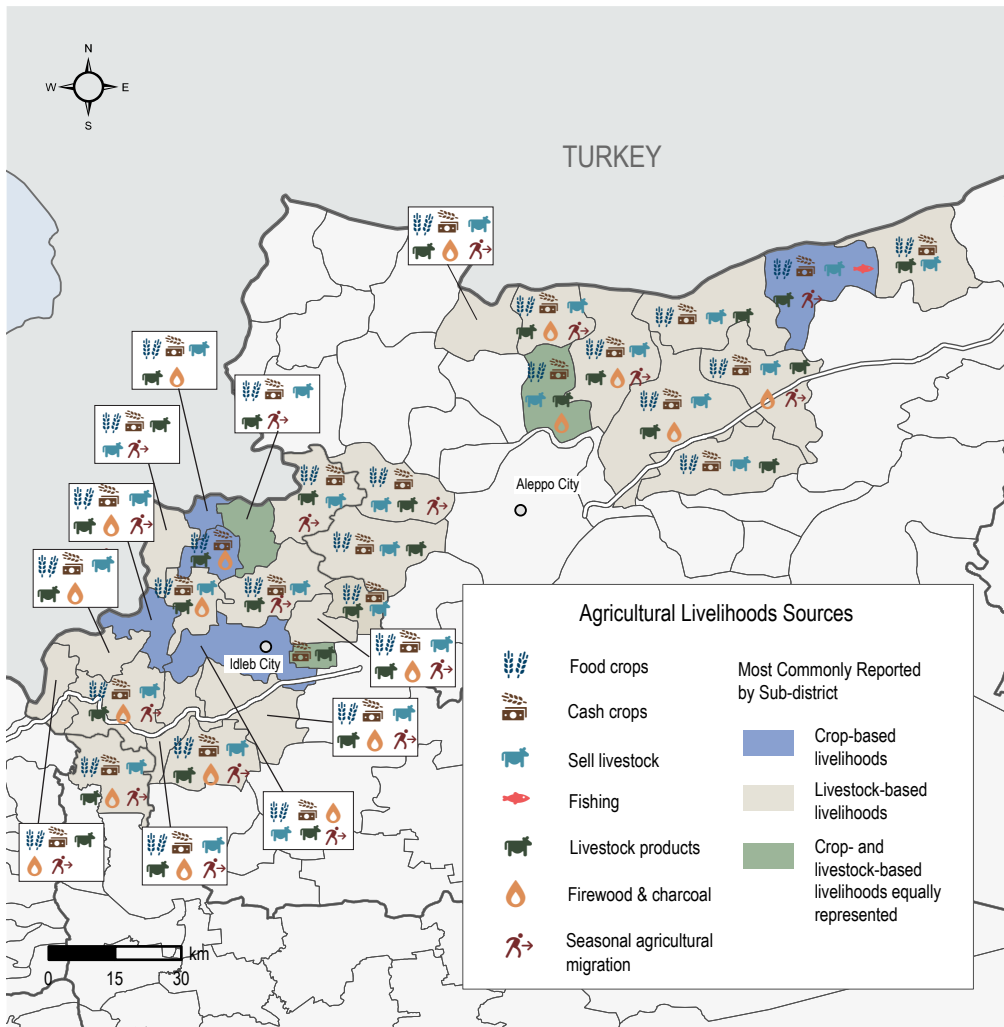 N
W
E
S
TURKEY
Aleppo City
Idleb City
Agricultural Livelihoods Sources
Food crops
Cash crops
Sell livestock
Fishing
Livestock products
Firewood & charcoal
Seasonal agricultural
migration
Most Commonly Reported
by Sub-district
Crop-based
livelihoods
Livestock-based
livelihoods
Crop- and
livestock-based
livelihoods equally
represented
km
0 15 30